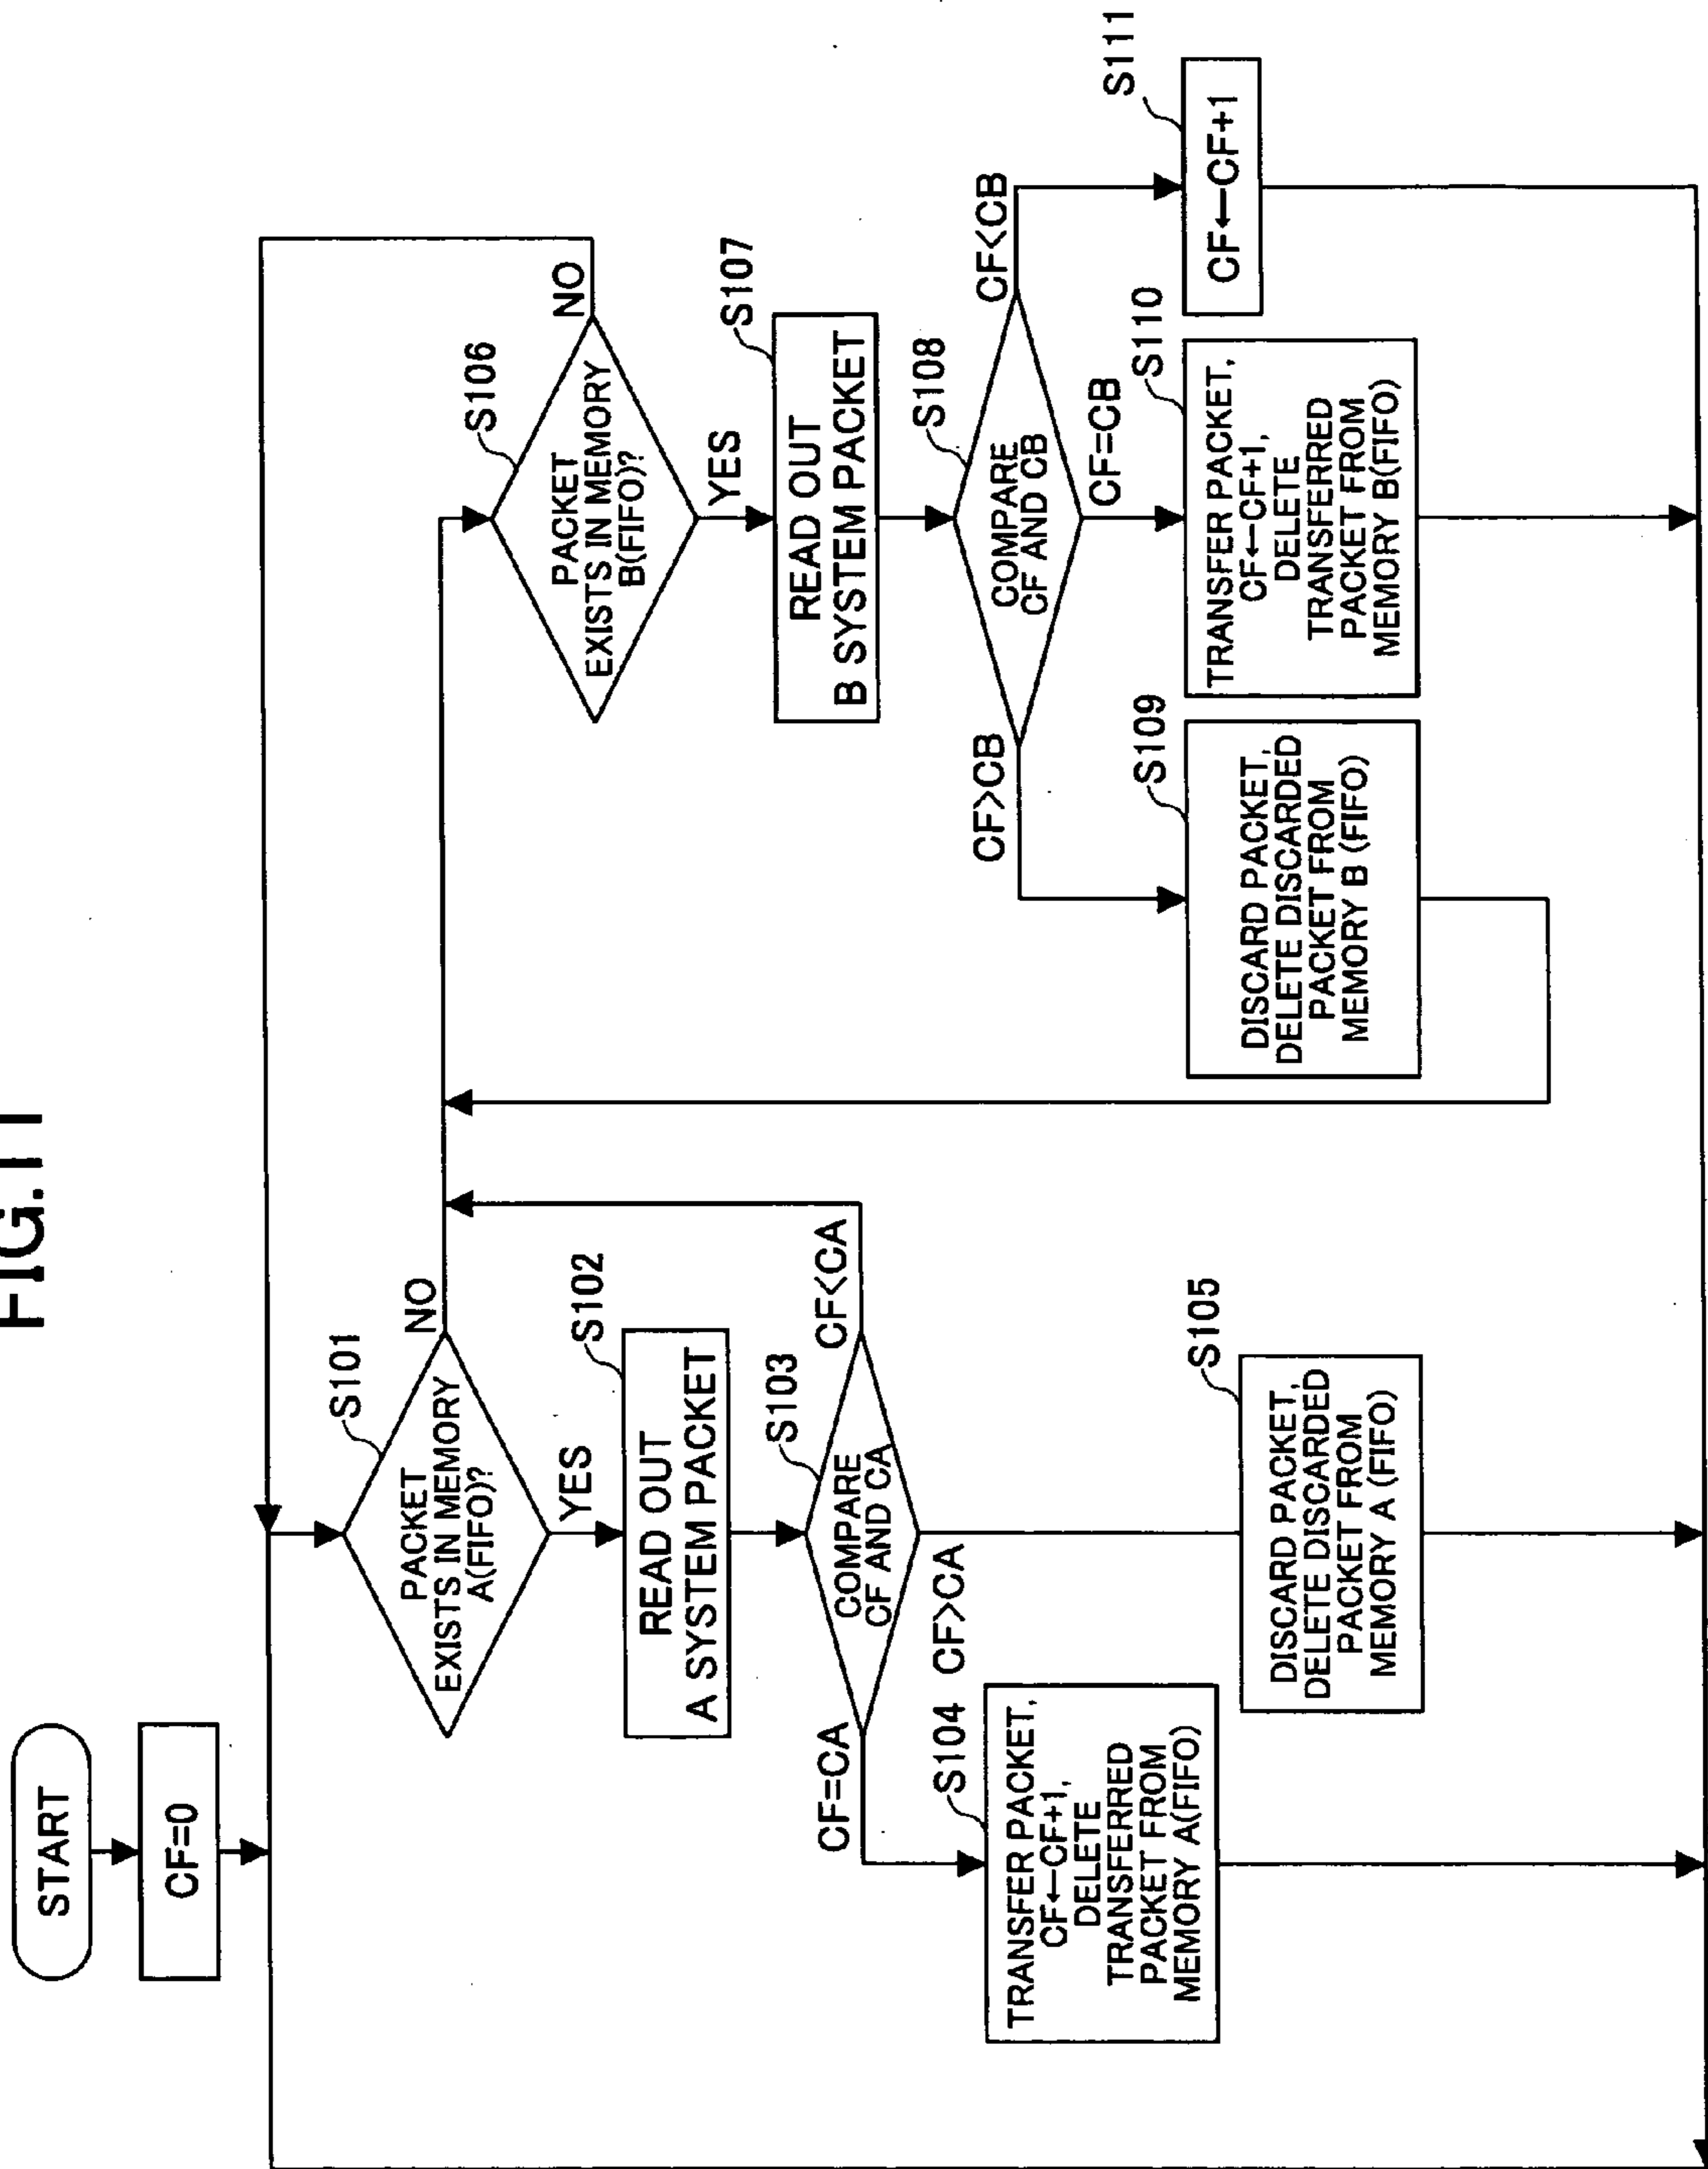 FIG.11
START
CF=0
S101
PACKET
EXISTS IN MEMORY
A(FIFO)?
NO
YES
S102
READ OUT
A SYSTEM PACKET
S103
COMPARE
CF AND CA
CF<CA
CF=CA
CF>CA
S104
TRANSFER PACKET,
CF←CF+1,
DELETE
TRANSFERRED
PACKET FROM
MEMORY A(FIFO)
S105
DISCARD PACKET,
DELETE DISCARDED
PACKET FROM
MEMORY A (FIFO)
S106
PACKET
EXISTS IN MEMORY
B(FIFO)?
NO
YES
S107
READ OUT
B SYSTEM PACKET
S108
COMPARE
CF AND CB
CF>CB
CF=CB
CF<CB
S109
DISCARD PACKET,
DELETE DISCARDED
PACKET FROM
MEMORY B (FIFO)
S110
TRANSFER PACKET,
CF←CF+1,
DELETE
TRANSFERRED
PACKET FROM
MEMORY B(FIFO)
S111
CF←CF+1